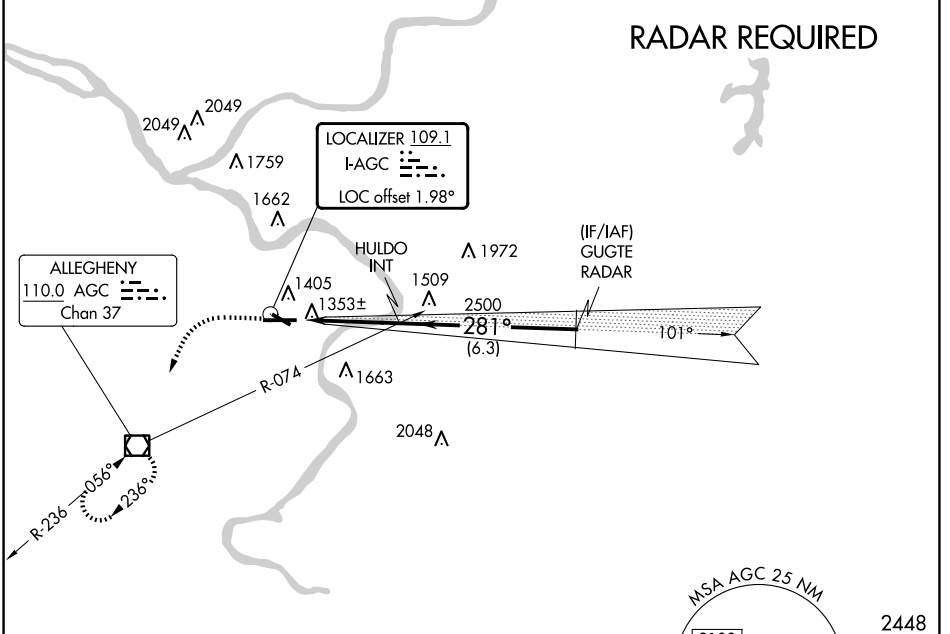 RADAR REQUIRED
2049
2049
1759
LOCALIZER 109.1
I-AGC
LOC offset 1.98°
1662
HULDO
INT
1972
(IF/IAF)
GUGTE
RADAR
ALLEGHENY
110.0 AGC
Chan 37
1405
1353±
1509
2500
281°
(6.3)
101°
R-074
1663
2048
R-236
056°
236°
MSA AGC 25 NM
2448